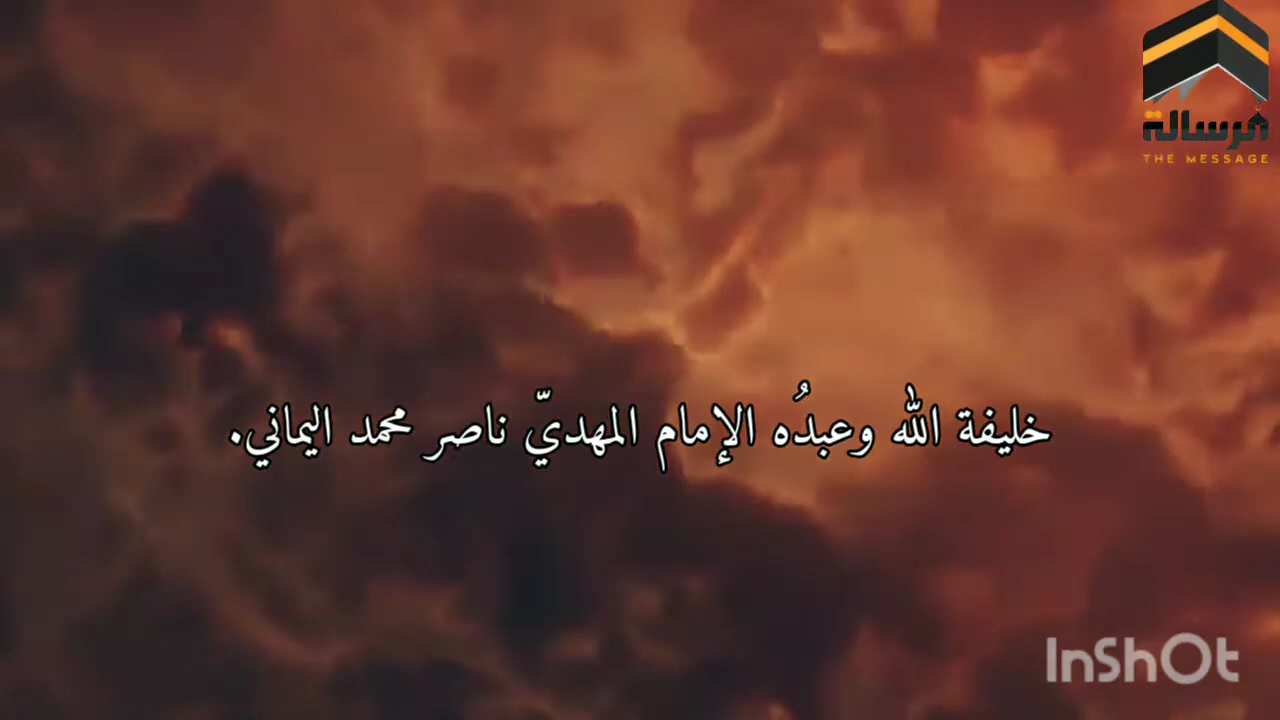 الرسالة
THE MESSAGE
خليفة الله وعبدُه الإمام المهديّ ناصر محمد اليماني.
InShOt